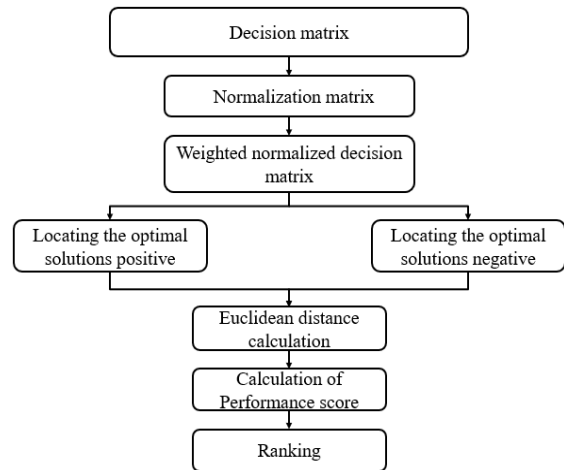 Decision matrix
Normalization matrix
Weighted normalized decision
matrix
Locating the optimal
solutions positive
Locating the optimal
solutions negative
Euclidean distance
calculation
Calculation of
Performance score
Ranking